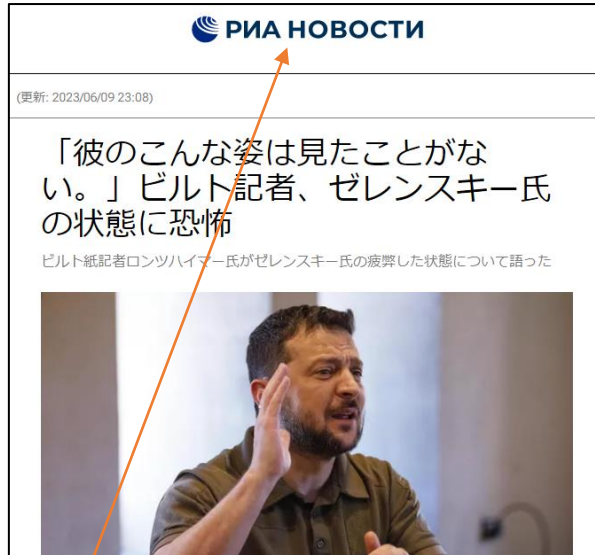 РИА НОВОСТИ
(更新: 2023/06/09 23:08)
「彼のこんな姿は見たことがな
い。」ビルト記者、ゼレンスキー氏
の状態に恐怖
ビルト紙記者ロンツハイマー氏がゼレンスキー氏の疲弊した状態について語った